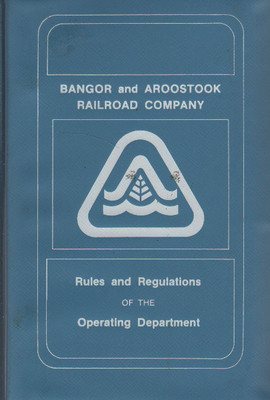 BANGOR and AROOSTOOK
RAILROAD COMPANY
Rules and Regulations
OF THE
Operating Department